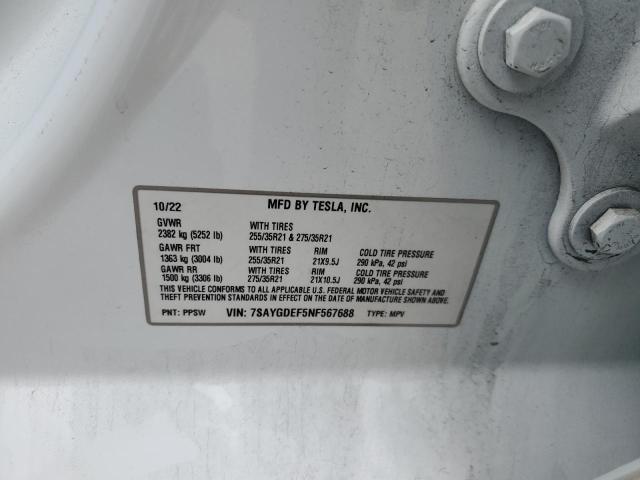 10/22 MFD BY TESLA, INC.
GVWR WITH TIRES
2382 kg (5252 lb) 255/35R21 & 275/35R21
GAWR FRT WITH TIRES RIM COLD TIRE PRESSURE
1363 kg (3004 lb) 255/35R21 21X9.5J 290 kPa, 42 psi
GAWR RR WITH TIRES RIM COLD TIRE PRESSURE
1500 kg (3306 lb) 275/35R21 21X10.5J 290 kPa, 42 psi
THIS VEHICLE CONFORMS TO ALL APPLICABLE U.S. FEDERAL MOTOR VEHICLE SAFETY AND
THEFT PREVENTION STANDARDS IN EFFECT ON THE DATE OF MANUFACTURE SHOWN ABOVE.
PNT: PPSW VIN: 7SAYGDEF5NF567688 TYPE: MPV